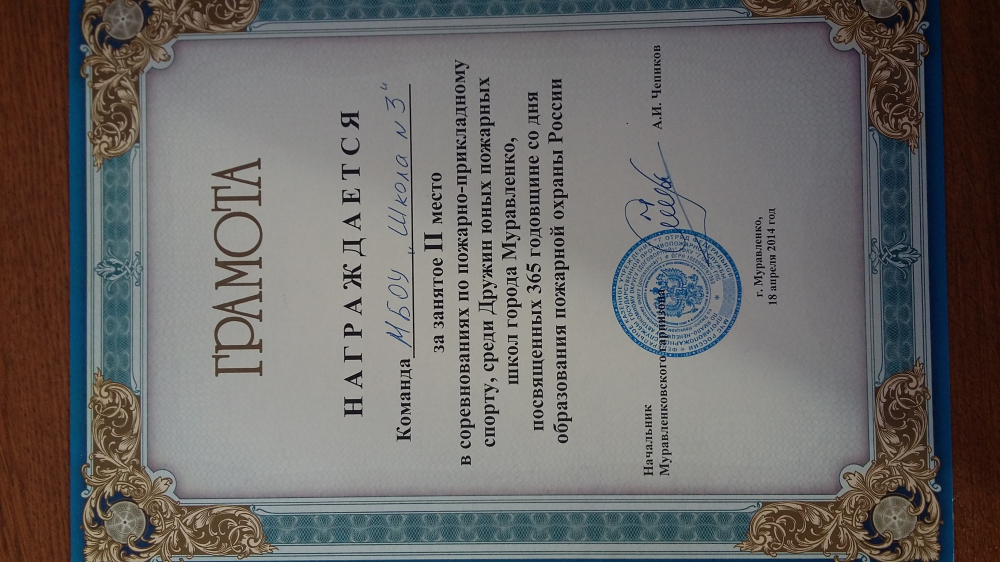 ГРАМОТА
НАГРАЖДАЕТСЯ
Команда МБОУ „Школа N 3"
за занятое II место
в соревнованиях по пожарно-прикладному
спорту, среди Дружин юных пожарных
школ города Муравленко,
посвященных 365 годовщине со дня
образования пожарной охраны России
Начальник
Муравленковского гарнизона А.И. Чепиков
г. Муравленко,
18 апреля 2014 год